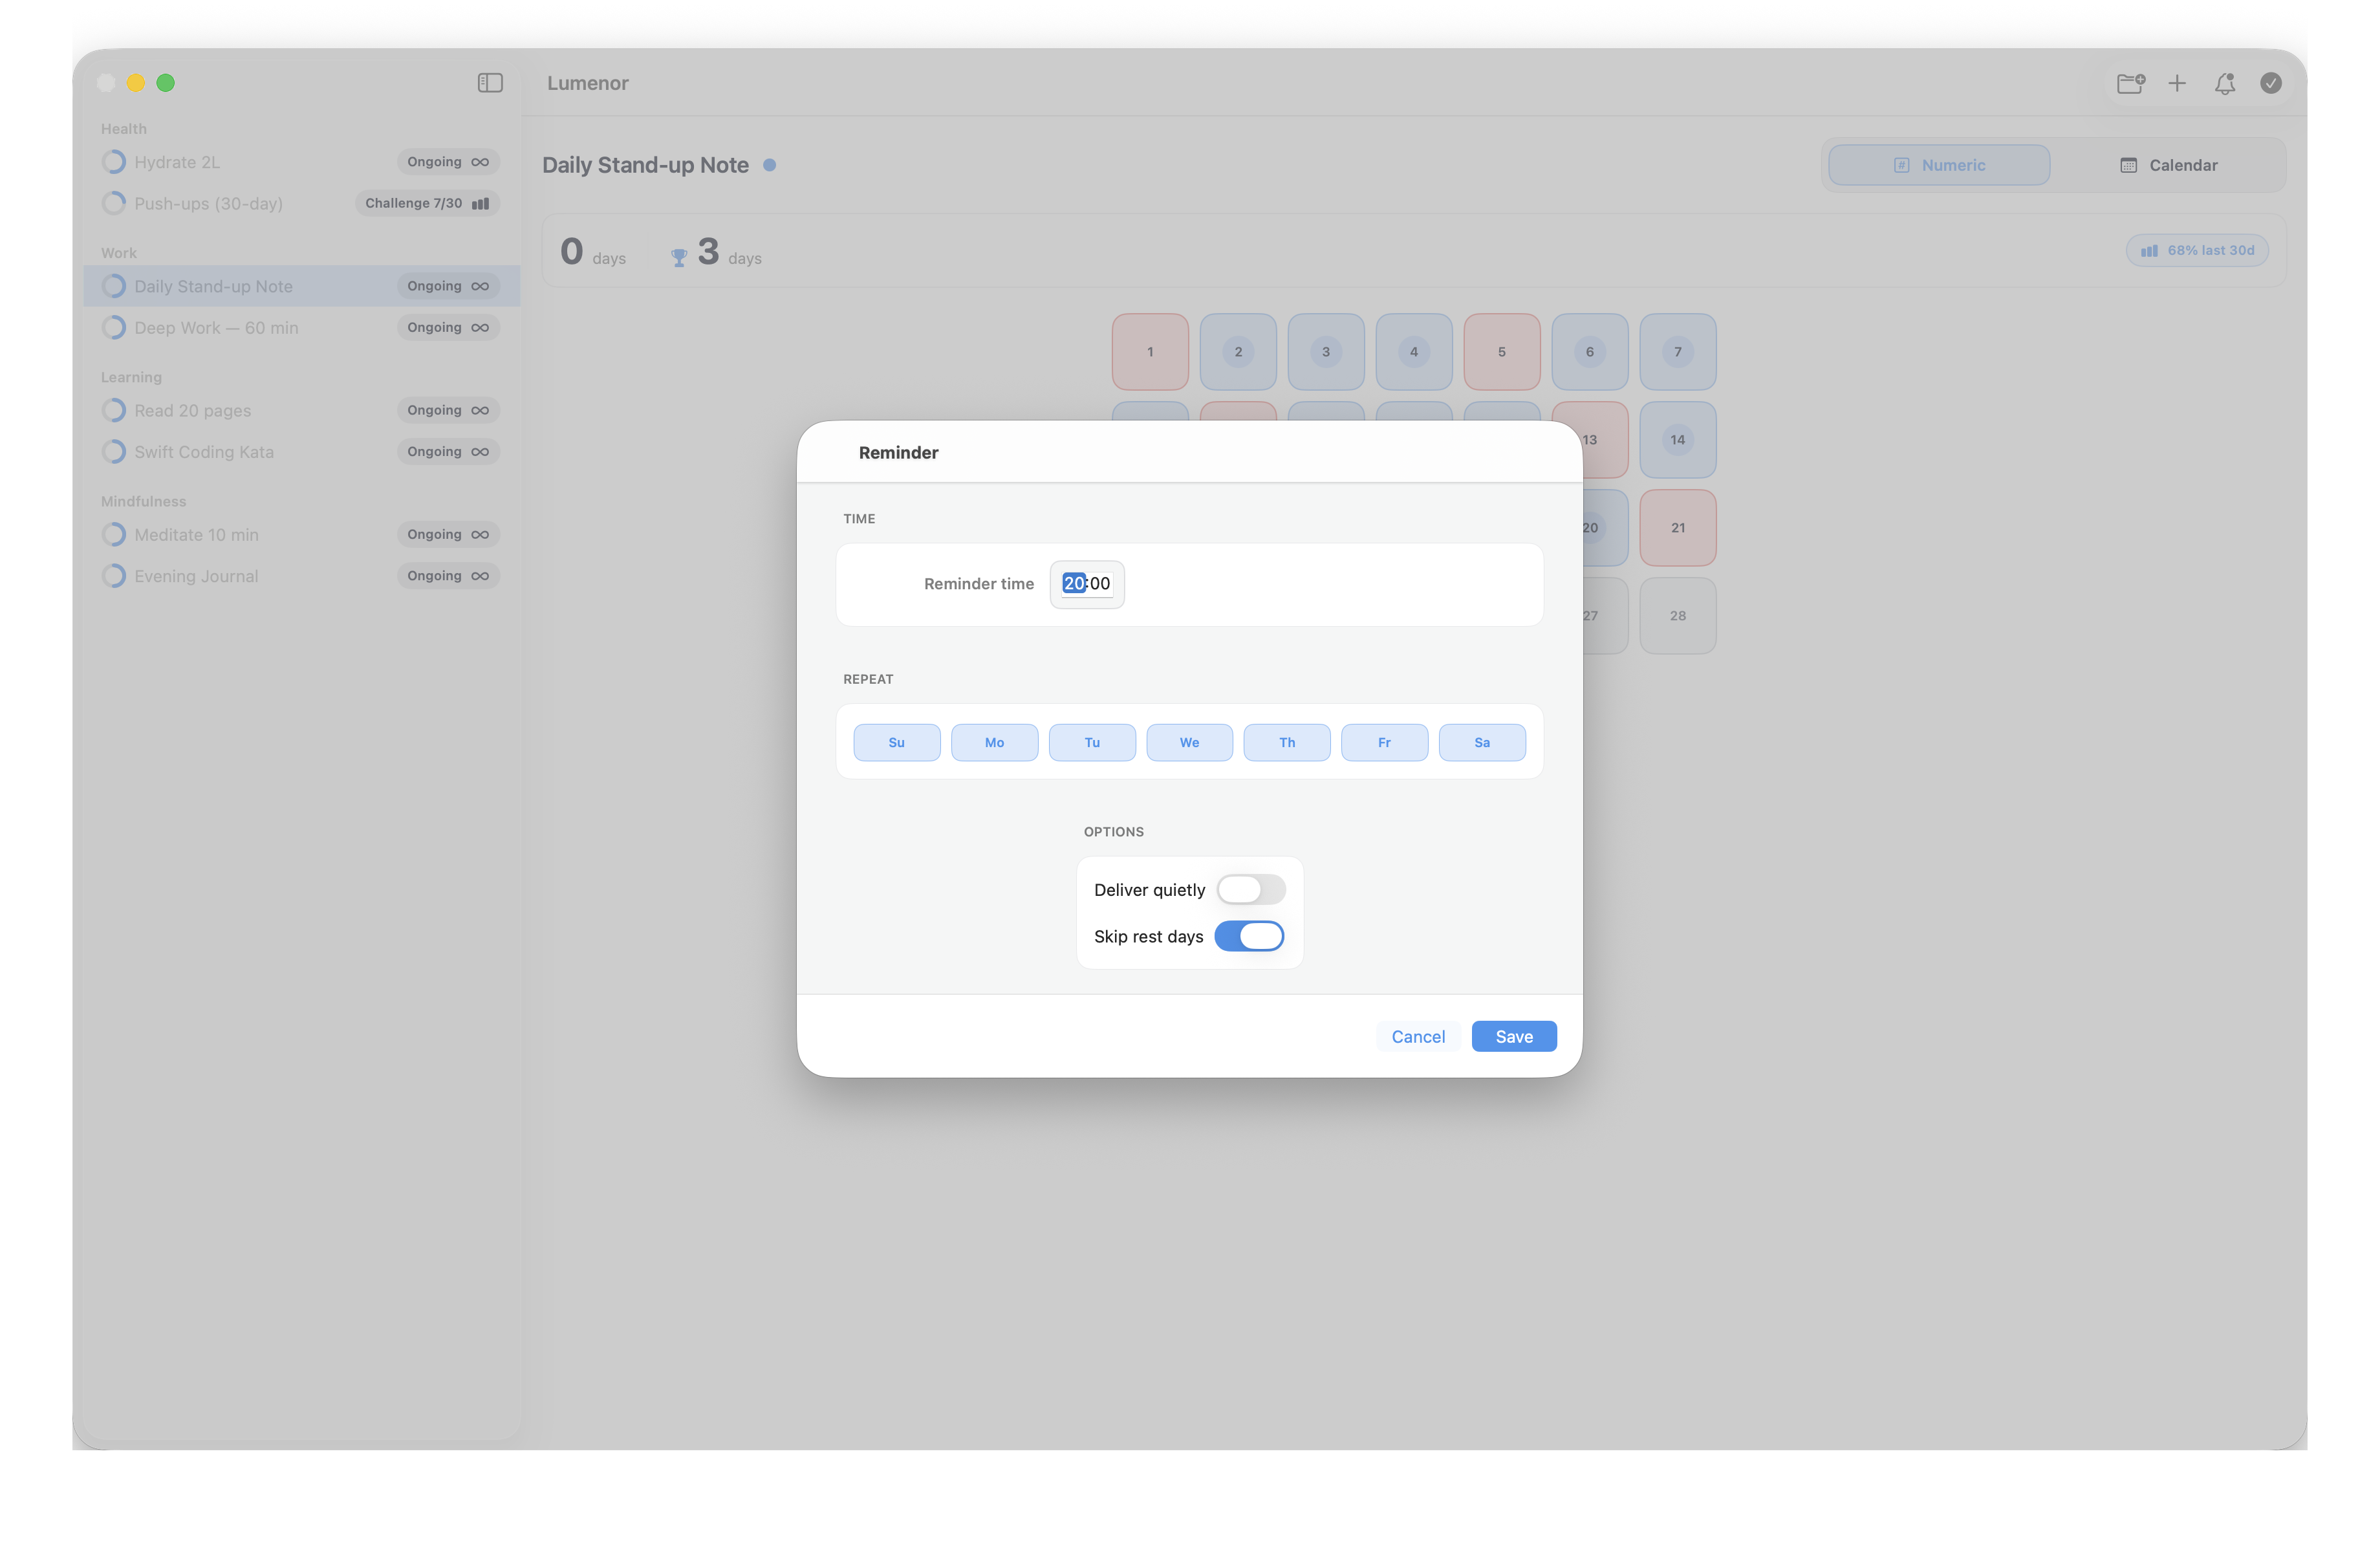 Lumenor
Health
Hydrate 2L Ongoing
Push-ups (30-day) Challenge 7/30
Work
Daily Stand-up Note Ongoing
Deep Work — 60 min Ongoing
Learning
Read 20 pages Ongoing
Swift Coding Kata Ongoing
Mindfulness
Meditate 10 min Ongoing
Evening Journal Ongoing
Daily Stand-up Note
# Numeric Calendar
0 days 3 days 68% last 30d
1 2 3 4 5 6 7
13 14
20 21
27 28
Reminder
TIME
Reminder time 20:00
REPEAT
Su Mo Tu We Th Fr Sa
OPTIONS
Deliver quietly
Skip rest days
Cancel Save